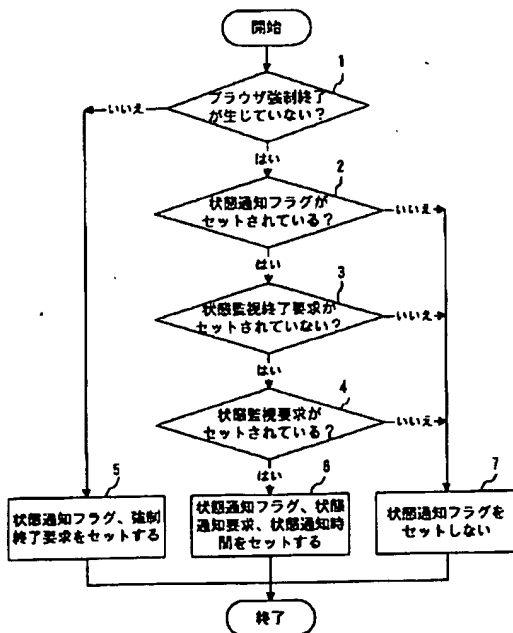 開始
1
ブラウザ強制終了
が生じていない?
いいえ
はい
2
状態通知フラグが
セットされている?
いいえ
はい
3
状態監視終了要求が
セットされていない?
いいえ
はい
4
状態監視要求が
セットされている?
いいえ
はい
5
状態通知フラグ、強制
終了要求をセットする
6
状態通知フラグ、状態
通知要求、状態通知時
間をセットする
7
状態通知フラグを
セットしない
終了